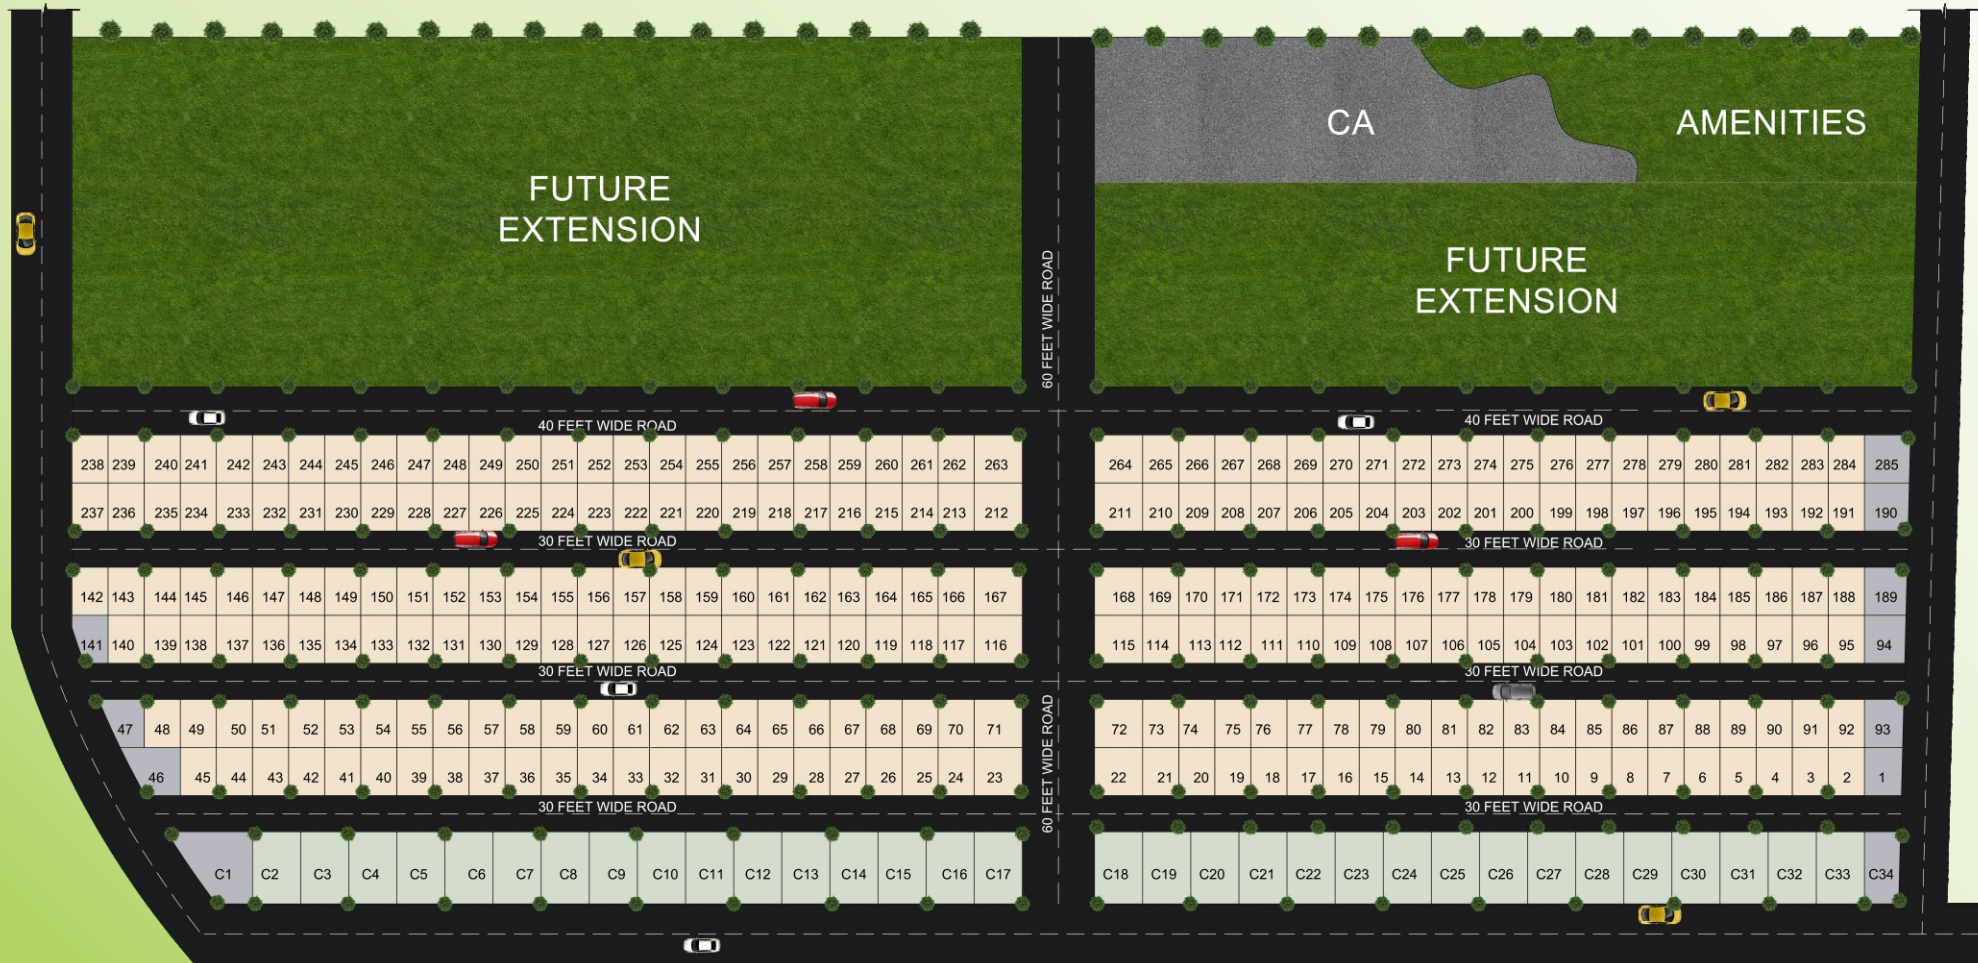 CA
AMENITIES
FUTURE
EXTENSION
FUTURE
EXTENSION
60 FEET WIDE ROAD
40 FEET WIDE ROAD
40 FEET WIDE ROAD
238 239 240 241 242 243 244 245 246 247 248 249 250 251 252 253 254 255 256 257 258 259 260 261 262 263
264 265 266 267 268 269 270 271 272 273 274 275 276 277 278 279 280 281 282 283 284 285
237 236 235 234 233 232 231 230 229 228 227 226 225 224 223 222 221 220 219 218 217 216 215 214 213 212
211 210 209 208 207 206 205 204 203 202 201 200 199 198 197 196 195 194 193 192 191 190
30 FEET WIDE ROAD
30 FEET WIDE ROAD
142 143 144 145 146 147 148 149 150 151 152 153 154 155 156 157 158 159 160 161 162 163 164 165 166 167
168 169 170 171 172 173 174 175 176 177 178 179 180 181 182 183 184 185 186 187 188 189
141 140 139 138 137 136 135 134 133 132 131 130 129 128 127 126 125 124 123 122 121 120 119 118 117 116
115 114 113 112 111 110 109 108 107 106 105 104 103 102 101 100 99 98 97 96 95 94
30 FEET WIDE ROAD
30 FEET WIDE ROAD
47 48 49 50 51 52 53 54 55 56 57 58 59 60 61 62 63 64 65 66 67 68 69 70 71
72 73 74 75 76 77 78 79 80 81 82 83 84 85 86 87 88 89 90 91 92 93
46 45 44 43 42 41 40 39 38 37 36 35 34 33 32 31 30 29 28 27 26 25 24 23
22 21 20 19 18 17 16 15 14 13 12 11 10 9 8 7 6 5 4 3 2 1
60 FEET WIDE ROAD
30 FEET WIDE ROAD
30 FEET WIDE ROAD
C1 C2 C3 C4 C5 C6 C7 C8 C9 C10 C11 C12 C13 C14 C15 C16 C17
C18 C19 C20 C21 C22 C23 C24 C25 C26 C27 C28 C29 C30 C31 C32 C33 C34